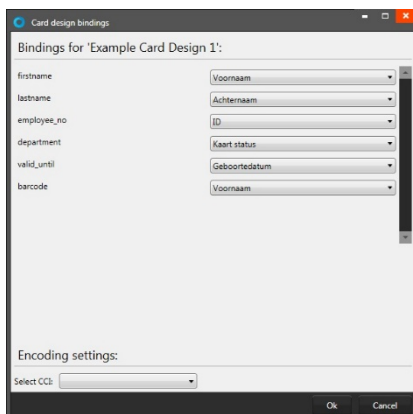 Card design bindings
Bindings for 'Example Card Design 1':
firstname Voornaam
lastname Achternaam
employee_no ID
department Kaart status
valid_until Geboortedatum
barcode Voornaam
Encoding settings:
Select CCI:
Ok Cancel